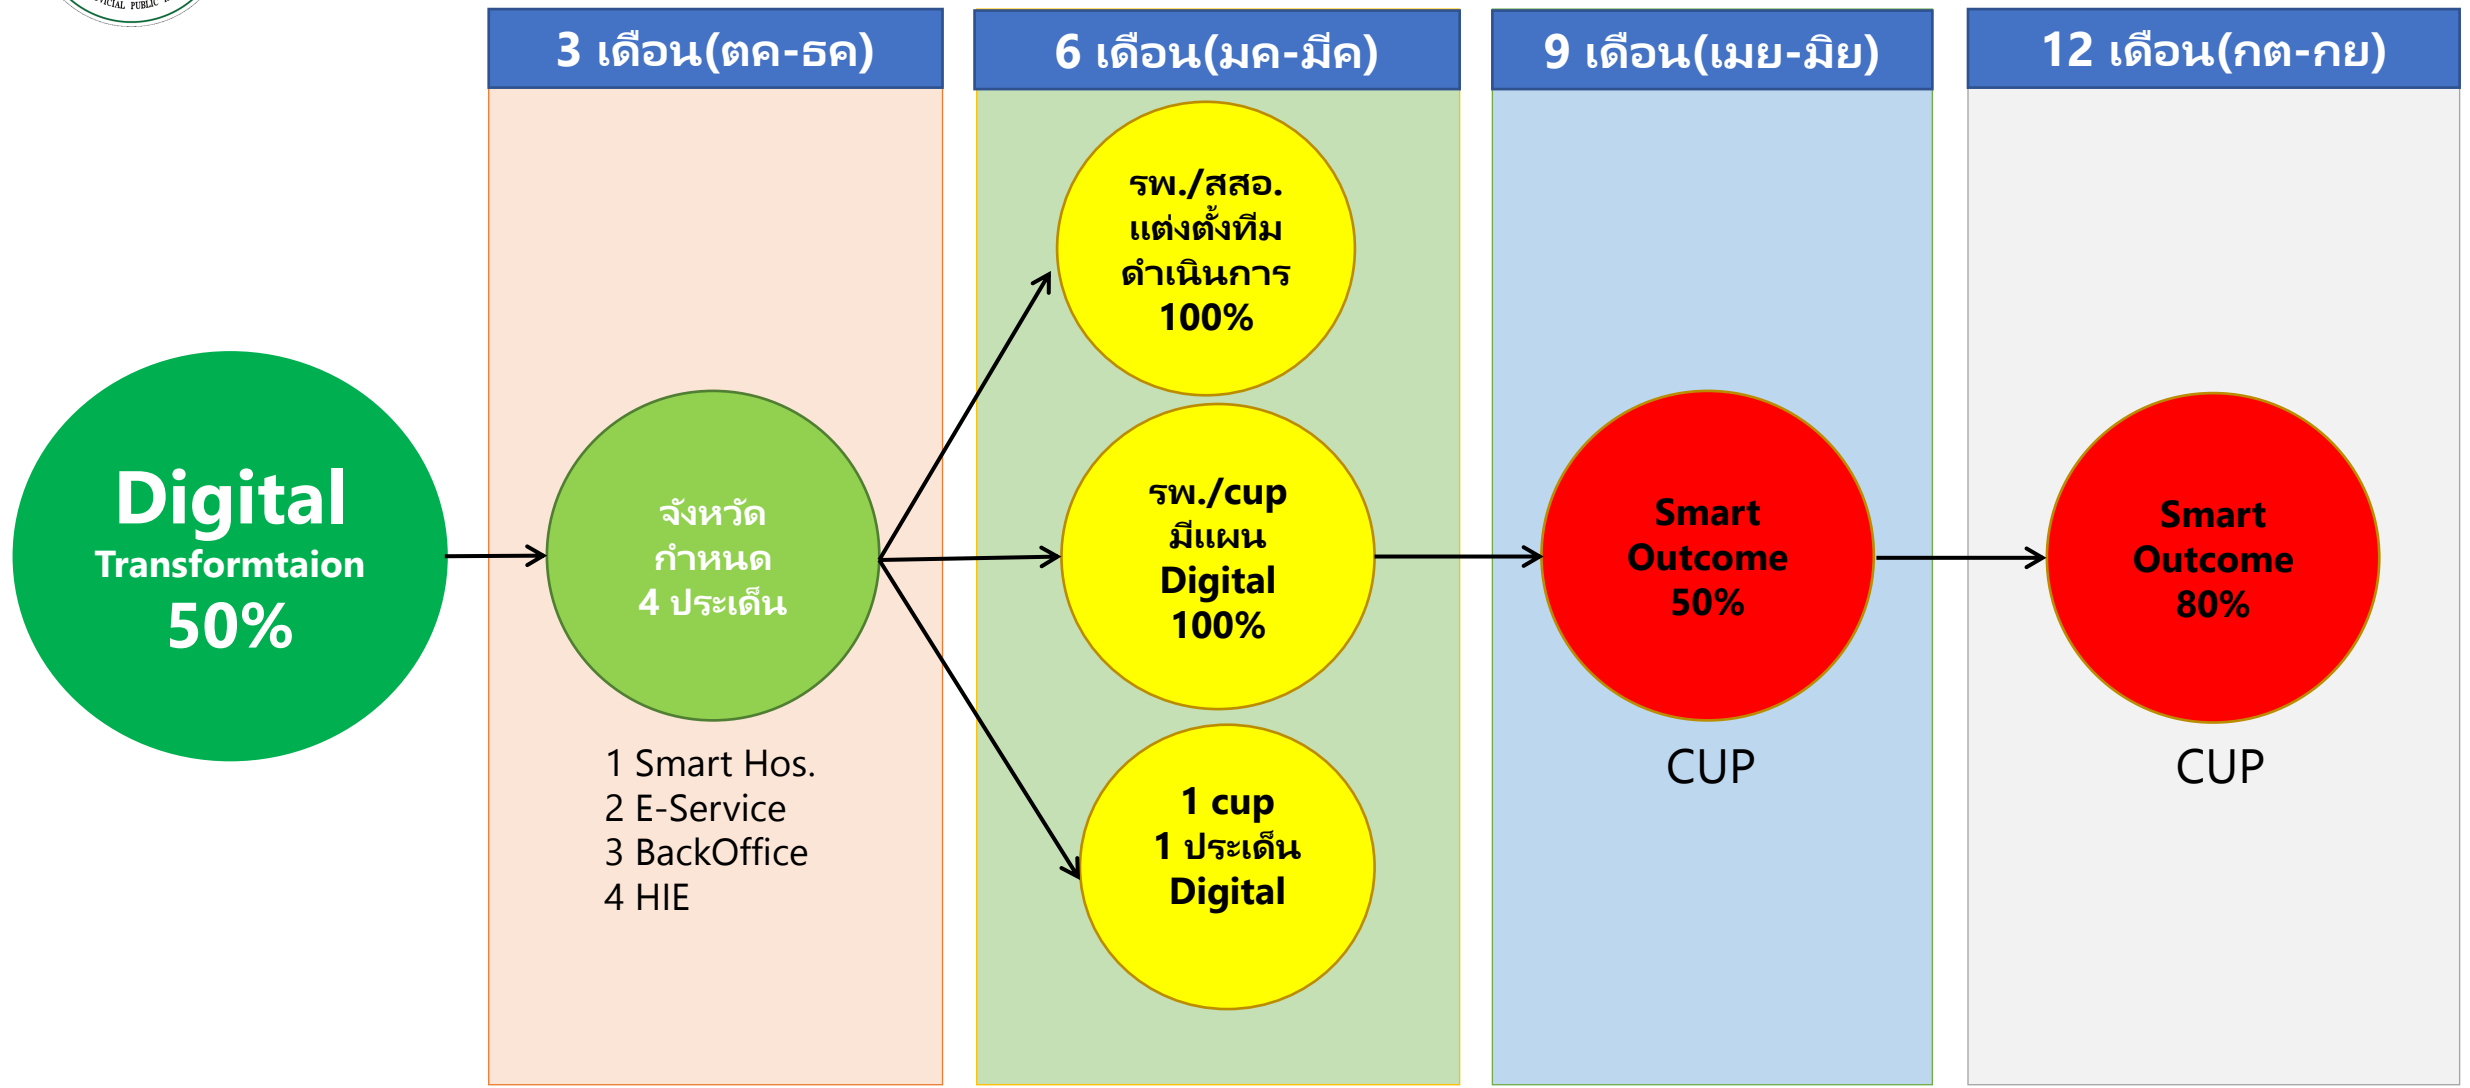 VICIAL PUBLIC
3 เดือน(ตค-ธค)
6 เดือน(มค-มีค)
9 เดือน(เมย-มิย)
12 เดือน(กต-กย)
Digital
Transformtaion
50%
จังหวัด
กำหนด
4 ประเด็น
1 Smart Hos.
2 E-Service
3 BackOffice
4 HIE
รพ./สสอ.
แต่งตั้งทีม
ดำเนินการ
100%
รพ./cup
มีแผน
Digital
100%
1 cup
1 ประเด็น
Digital
Smart
Outcome
50%
CUP
Smart
Outcome
80%
CUP